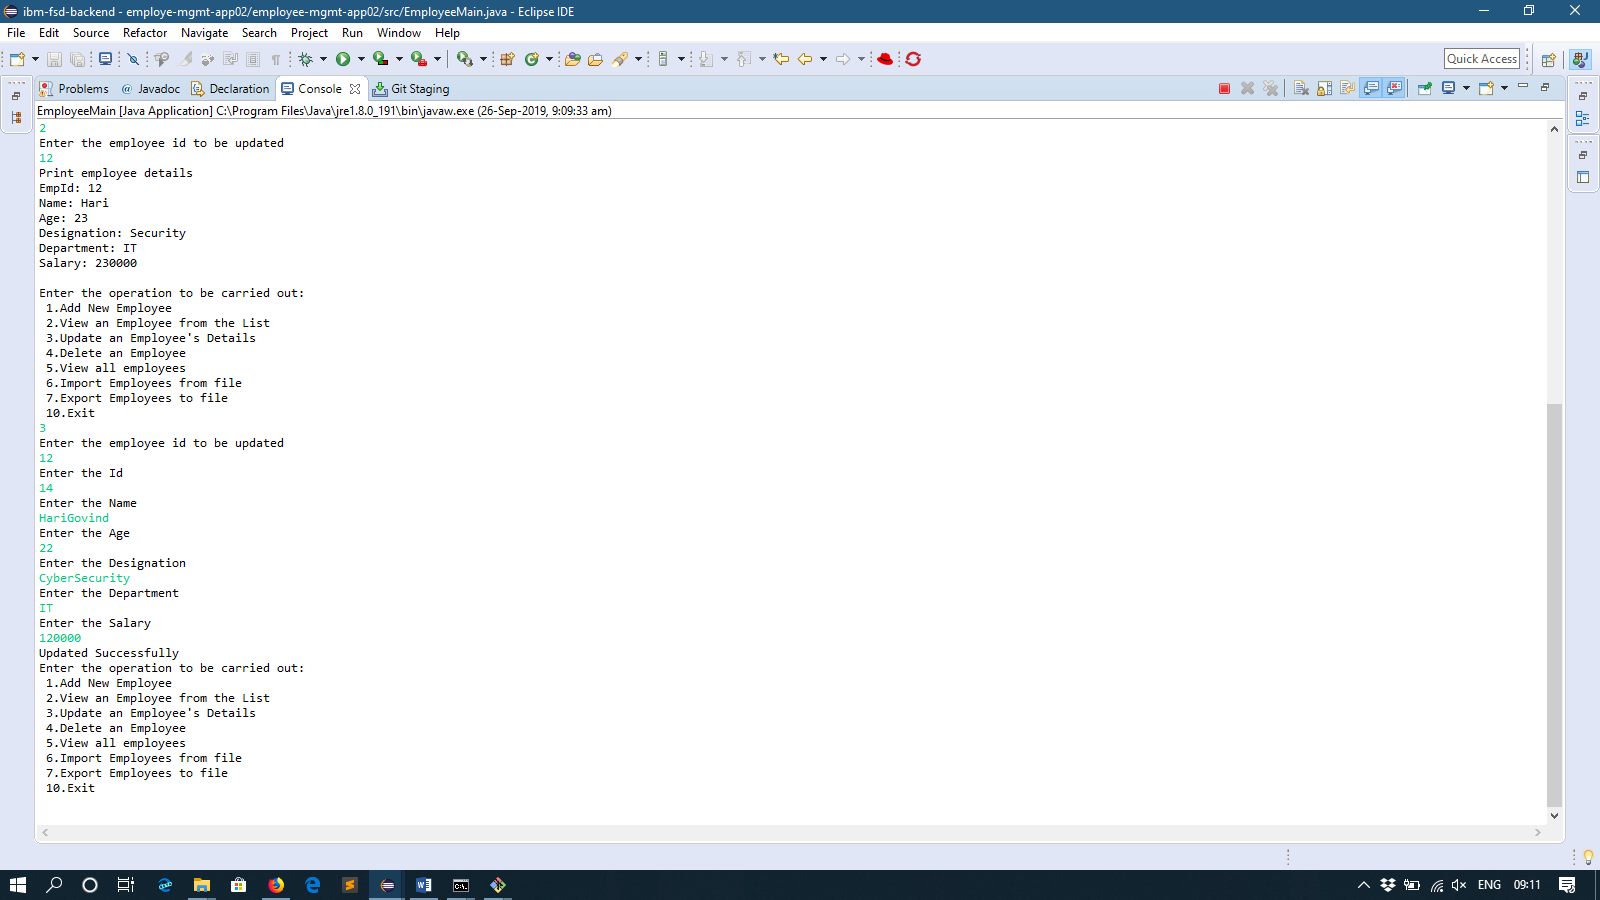 ibm-fsd-backend - employe-mgmt-app02/employee-mgmt-app02/src/EmployeeMain.java - Eclipse IDE
File Edit Source Refactor Navigate Search Project Run Window Help
Quick Access
Problems @ Javadoc Declaration Console Git Staging
EmployeeMain [Java Application] C:\Program Files\Java\jre1.8.0_191\bin\javaw.exe (26-Sep-2019, 9:09:33 am)
2
Enter the employee id to be updated
12
Print employee details
EmpId: 12
Name: Hari
Age: 23
Designation: Security
Department: IT
Salary: 230000
Enter the operation to be carried out:
1.Add New Employee
2.View an Employee from the List
3.Update an Employee's Details
4.Delete an Employee
5.View all employees
6.Import Employees from file
7.Export Employees to file
10.Exit
3
Enter the employee id to be updated
12
Enter the Id
14
Enter the Name
HariGovind
Enter the Age
22
Enter the Designation
CyberSecurity
Enter the Department
IT
Enter the Salary
120000
Updated Successfully
Enter the operation to be carried out:
1.Add New Employee
2.View an Employee from the List
3.Update an Employee's Details
4.Delete an Employee
5.View all employees
6.Import Employees from file
7.Export Employees to file
10.Exit
ENG 09:11